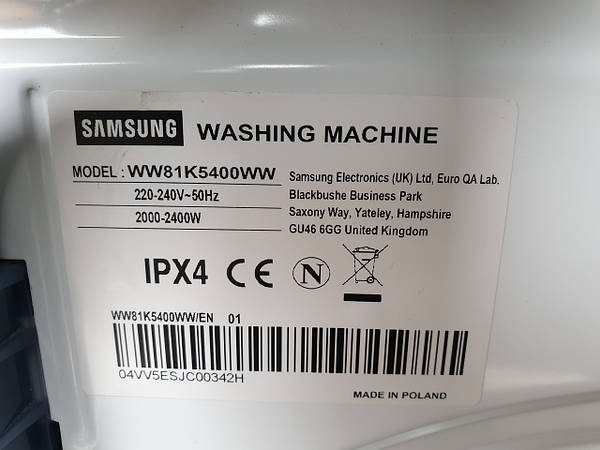 SAMSUNG WASHING MACHINE
MODEL : WW81K5400WW
220-240V~50Hz
2000-2400W
Samsung Electronics (UK) Ltd, Euro QA Lab.
Blackbushe Business Park
Saxony Way, Yateley, Hampshire
GU46 6GG United Kingdom
IPX4 CE N
WW81K5400WW/EN 01
04VV5ESJC00342H
MADE IN POLAND